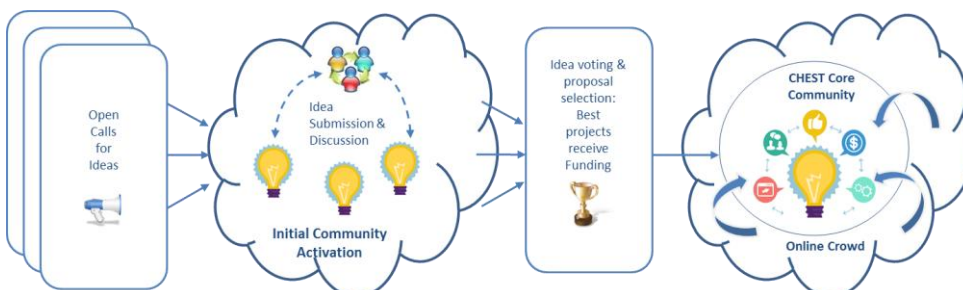 Open
Calls
for
Ideas
Idea
Submission &
Discussion
Initial Community
Activation
Idea voting &
proposal
selection:
Best
projects
receive
Funding
CHEST Core
Community
$
Online Crowd